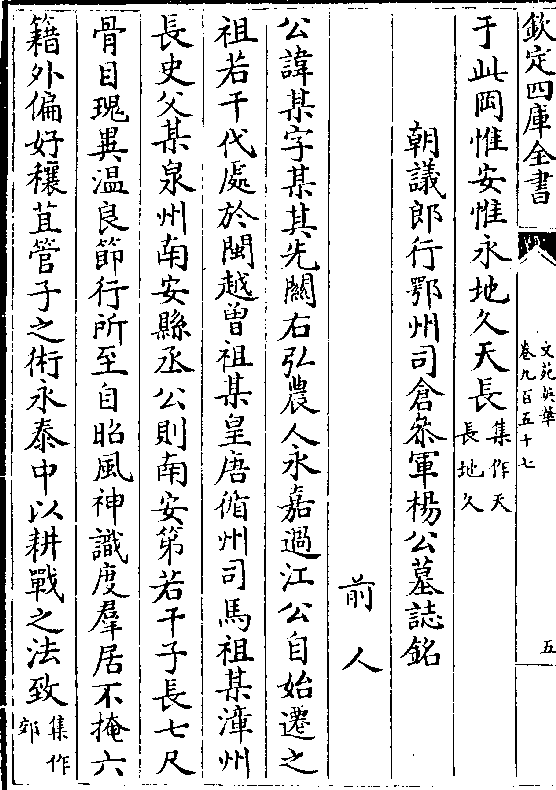 欽定四庫全書
文苑英華
卷九百五十七
五
于此岡惟安惟永地久天長集作天長地久
朝議郎行鄂州司倉叅軍楊公墓誌銘
前人
公諱某字某其先關右弘農人永嘉過江公自始遷之
祖若干代處於閩越曾祖某皇唐循州司馬祖某漳州
長史父某泉州南安縣丞公則南安第若干子長七尺
骨目瑰異温良節行所至自昭風神識度羣居不掩六
籍外偏好穰苴管子之術永泰中以耕戰之法致集作郊